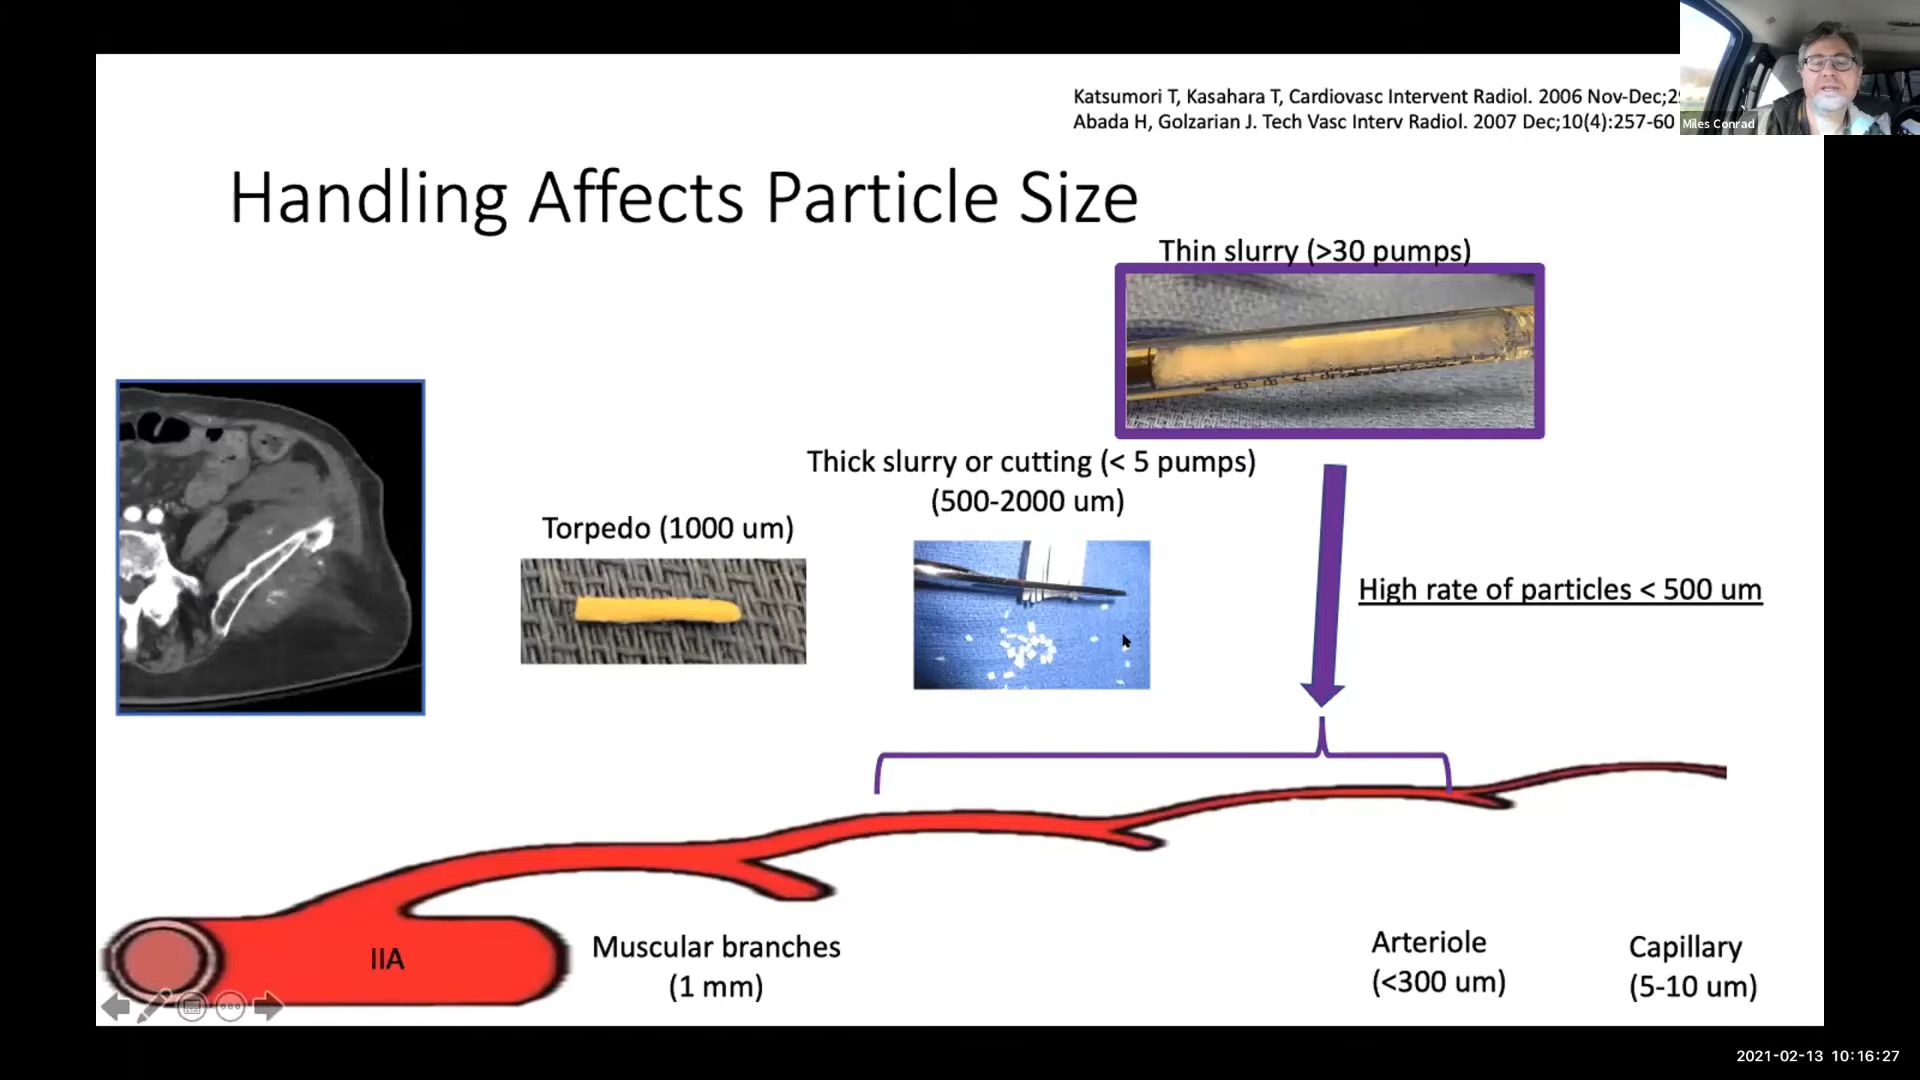 Katsumori T, Kasahara T, Cardiovasc Intervent Radiol. 2006 Nov-Dec;
Abada H, Golzarian J. Tech Vasc Interv Radiol. 2007 Dec;10(4):257-60
Miles Conrad
Handling Affects Particle Size
Thin slurry (>30 pumps)
Thick slurry or cutting (< 5 pumps)
(500-2000 um)
Torpedo (1000 um)
High rate of particles < 500 um
IIA
Muscular branches
(1 mm)
Arteriole
(<300 um)
Capillary
(5-10 um)
2021-02-13 10:16:27